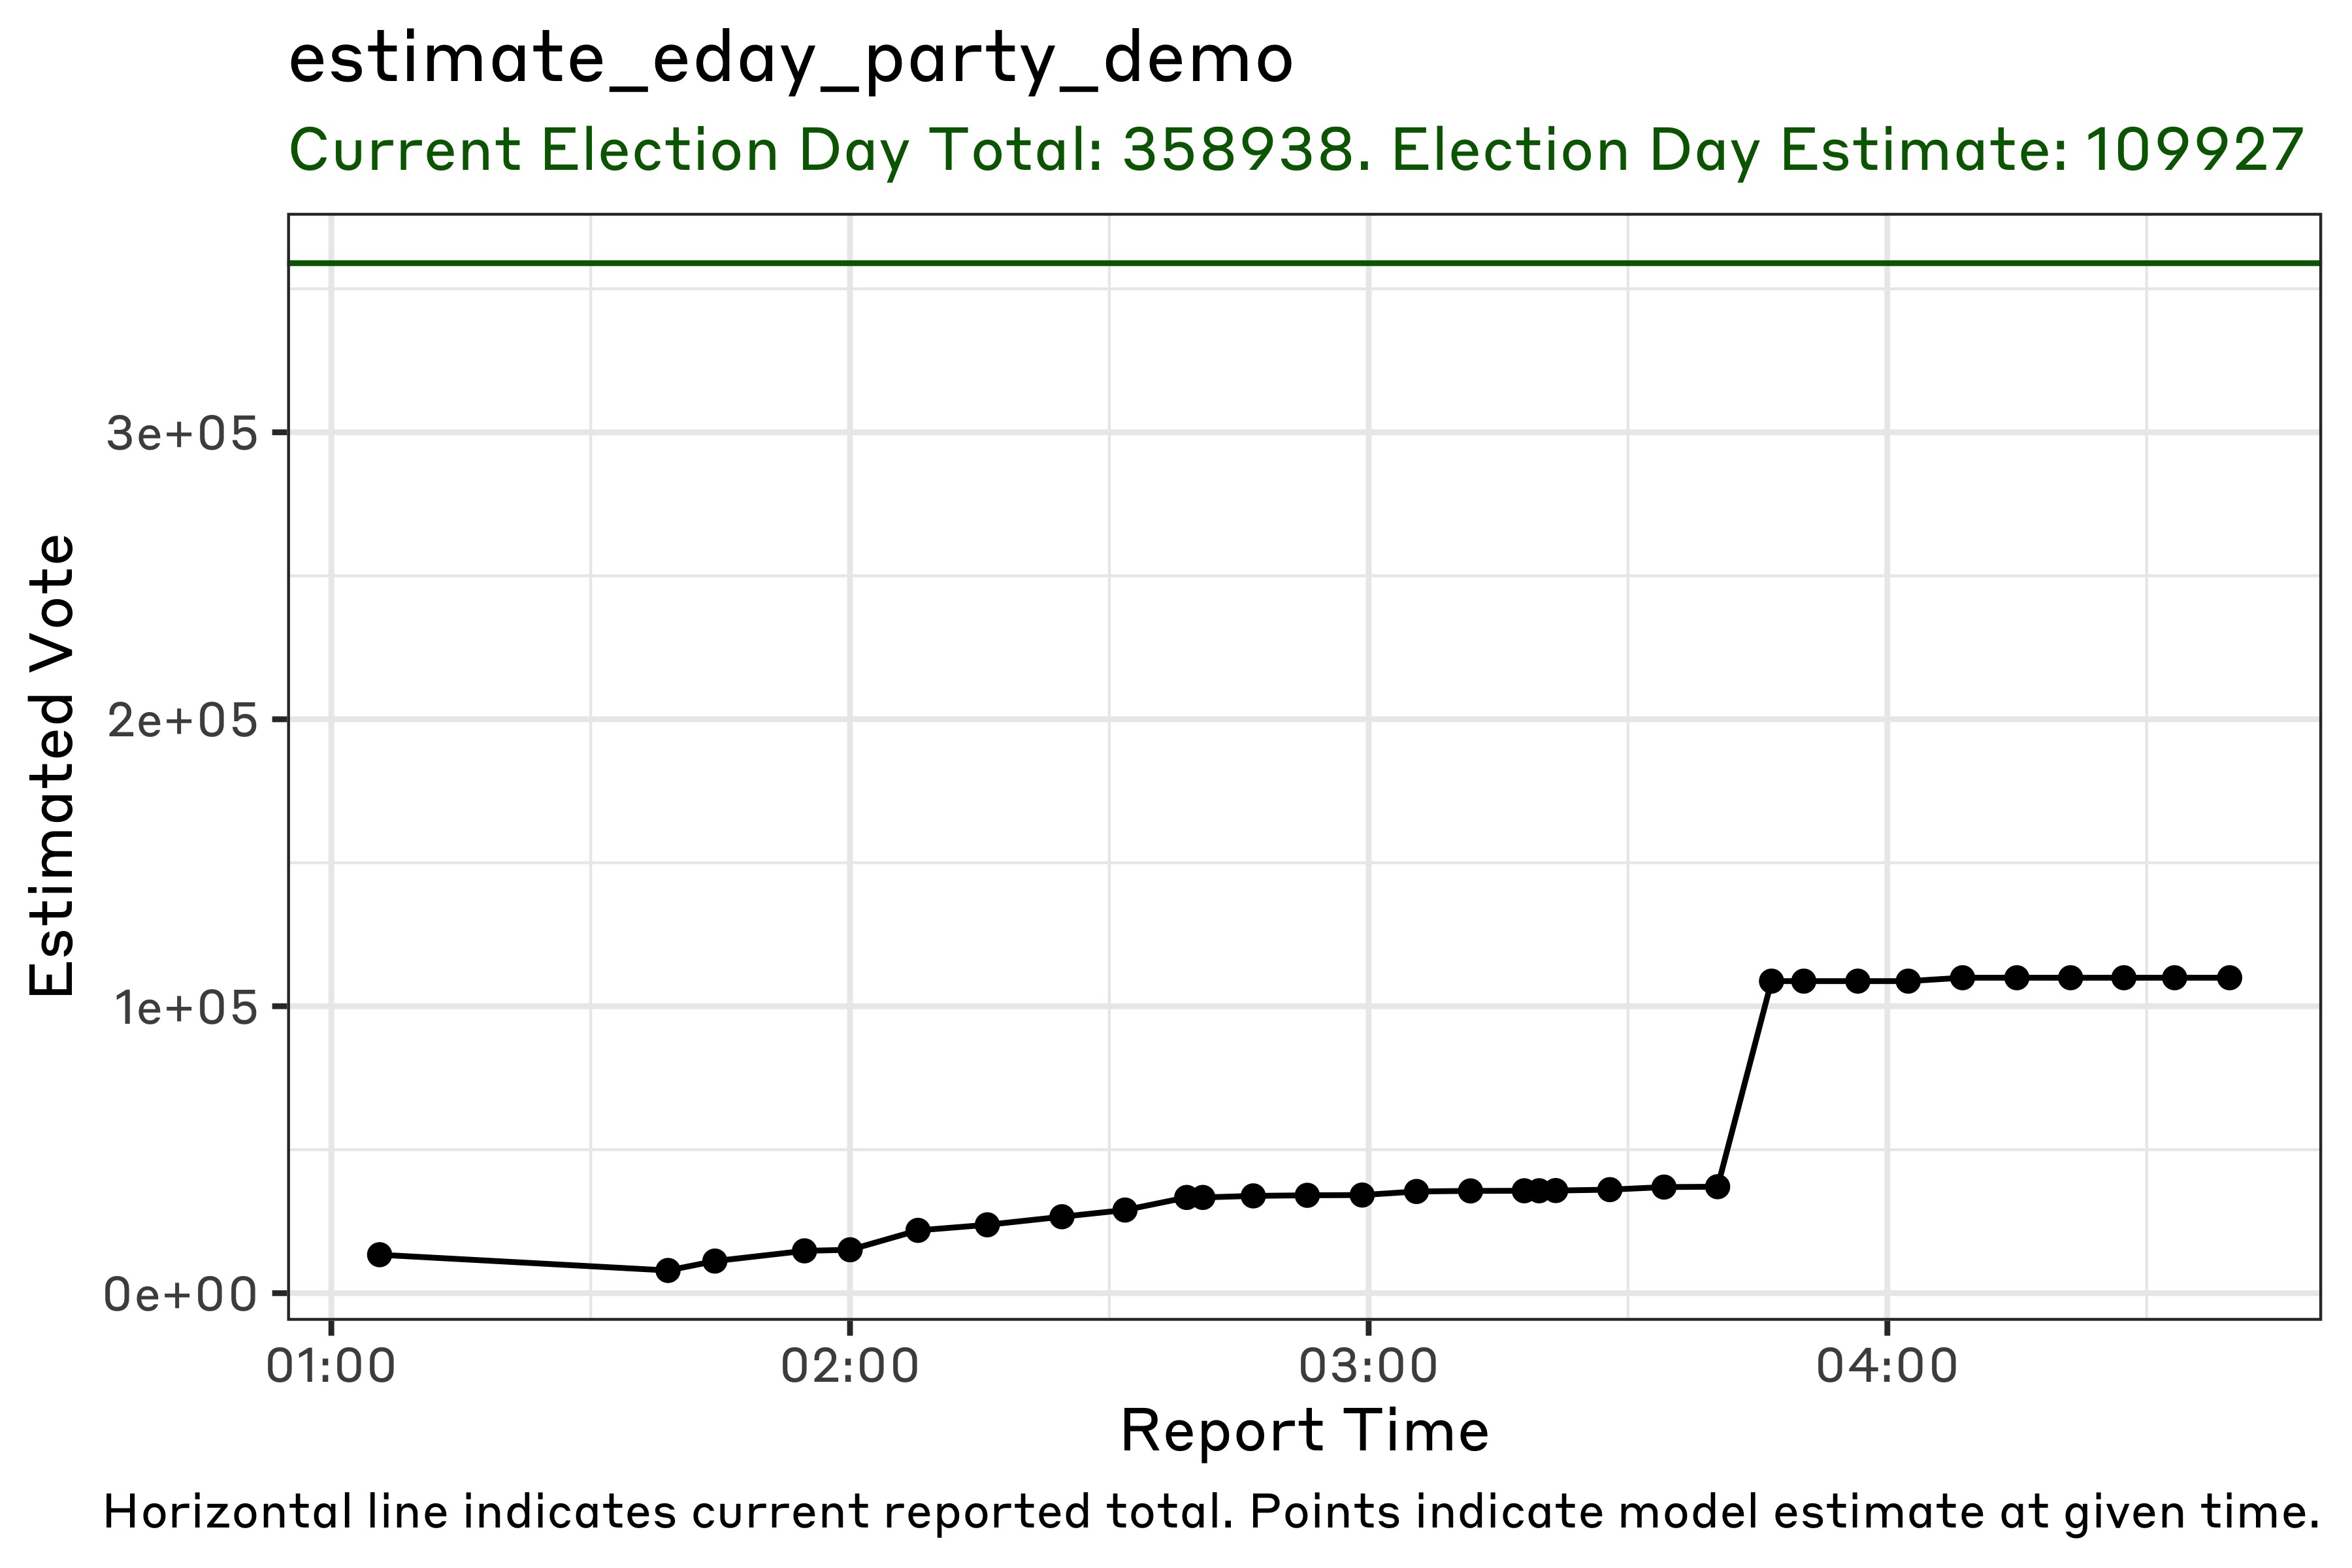 estimate_eday_party_demo
Current Election Day Total: 358938. Election Day Estimate: 109927
Estimated Vote
3e+05
2e+05
1e+05
0e+00
01:00 02:00 03:00 04:00
Report Time
Horizontal line indicates current reported total. Points indicate model estimate at given time.